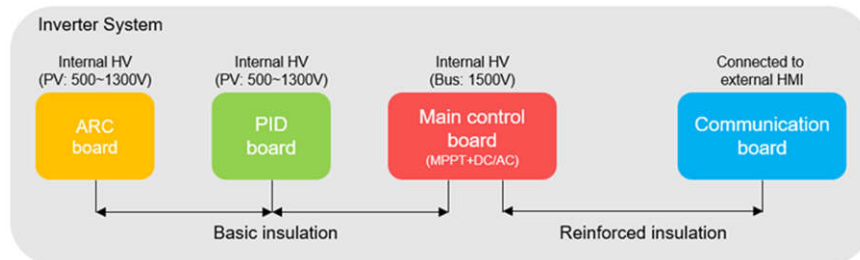 Inverter System
Internal HV
(PV: 500~1300V)
Internal HV
(PV: 500~1300V)
Internal HV
(Bus: 1500V)
Connected to
external HMI
ARC
board
PID
board
Main control
board
(MPPT+DC/AC)
Communication
board
Basic insulation
Reinforced insulation